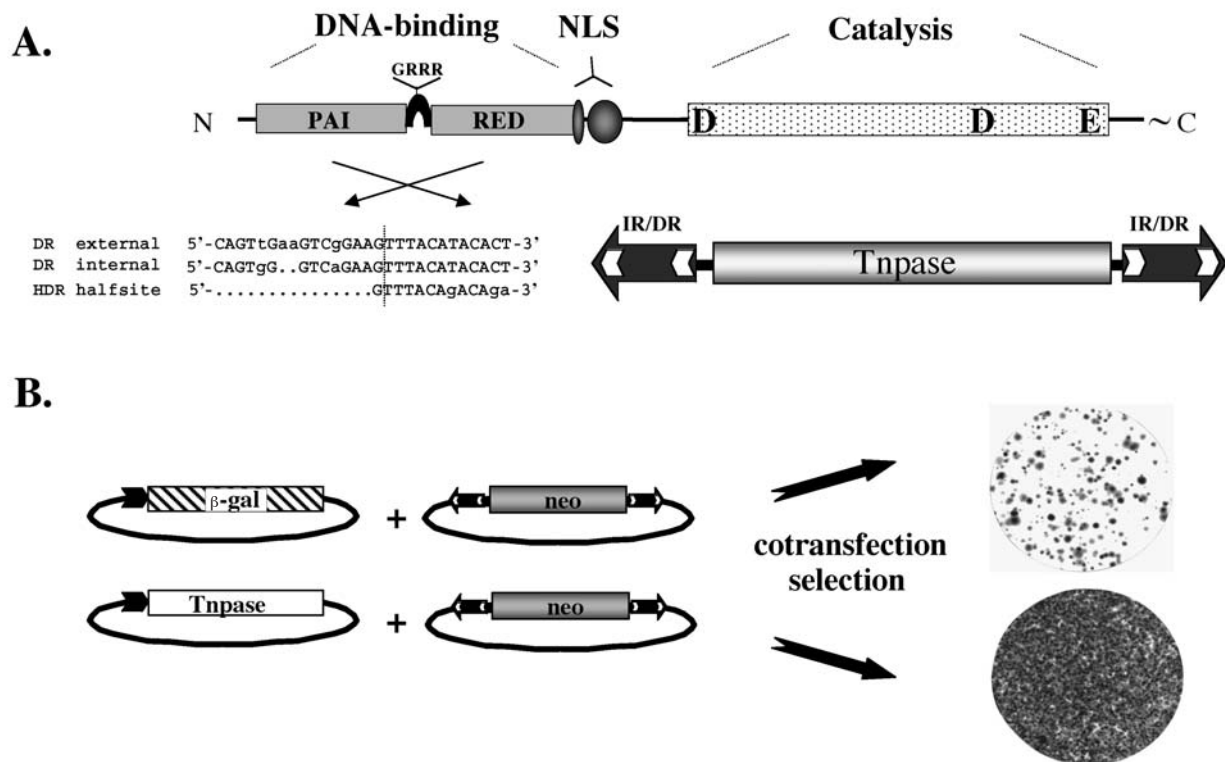 A.
DNA-binding
NLS
Catalysis
GRRR
N
PAI
RED
D
D
E
~ C
DR external 5'-CAGTtGaaGTCgGAAGTTTACATACACT-3'
DR internal 5'-CAGTgG..GTCaGAAGTTTACATACACT-3'
HDR halfsite 5'-................GTTTACAgACAga-3'
IR/DR
IR/DR
Tnpase
B.
β-gal
+
neo
cotransfection
selection
Tnpase
+
neo